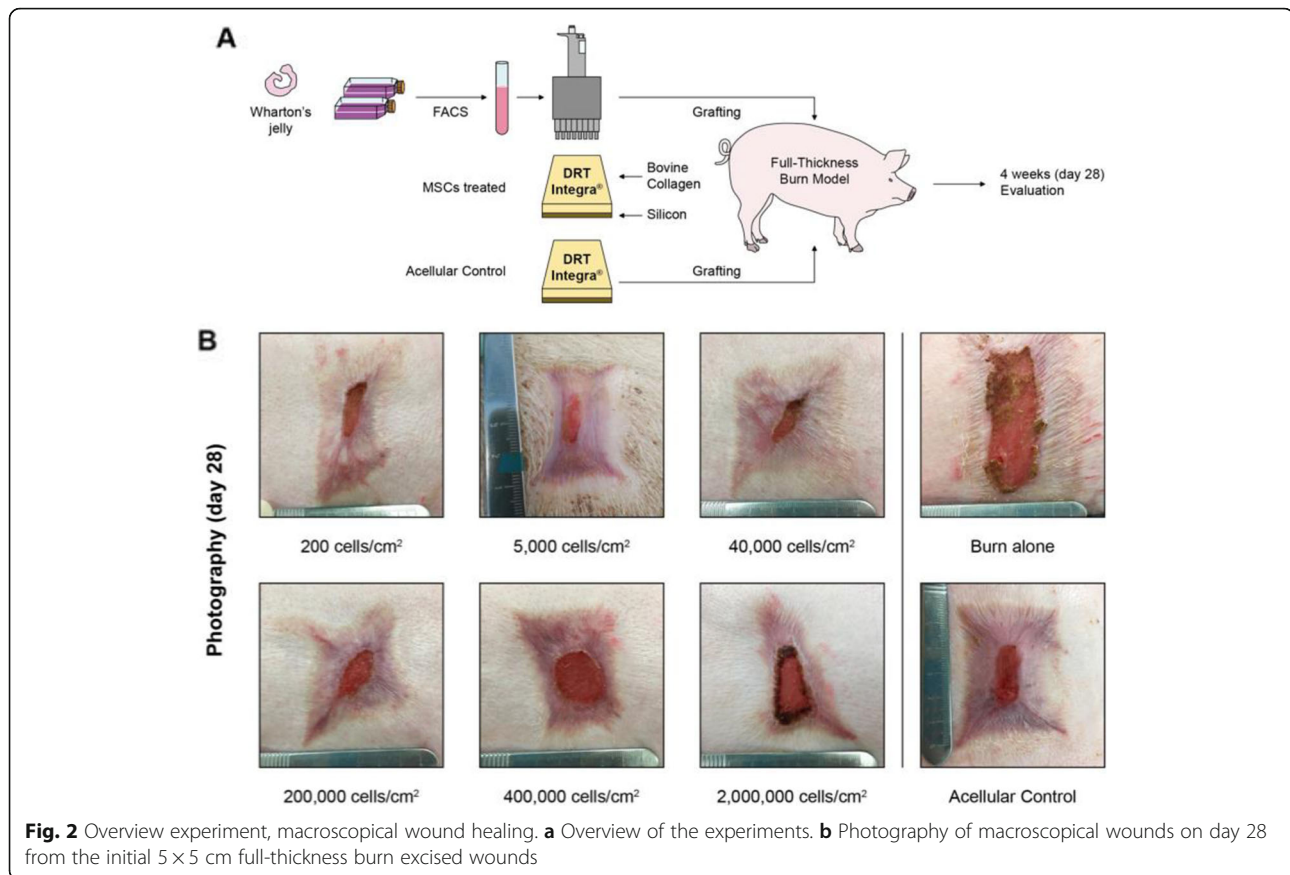 A
Wharton's
jelly
FACS
Grafting
MSCs treated
DRT
Integra®
Bovine
Collagen
Silicon
Full-Thickness
Burn Model
4 weeks (day 28)
Evaluation
Acellular Control
DRT
Integra®
Grafting
B
Photography (day 28)
200 cells/cm²
5,000 cells/cm²
40,000 cells/cm²
Burn alone
200,000 cells/cm²
400,000 cells/cm²
2,000,000 cells/cm²
Acellular Control
Fig. 2 Overview experiment, macroscopical wound healing. a Overview of the experiments. b Photography of macroscopical wounds on day 28
from the initial 5 × 5 cm full-thickness burn excised wounds